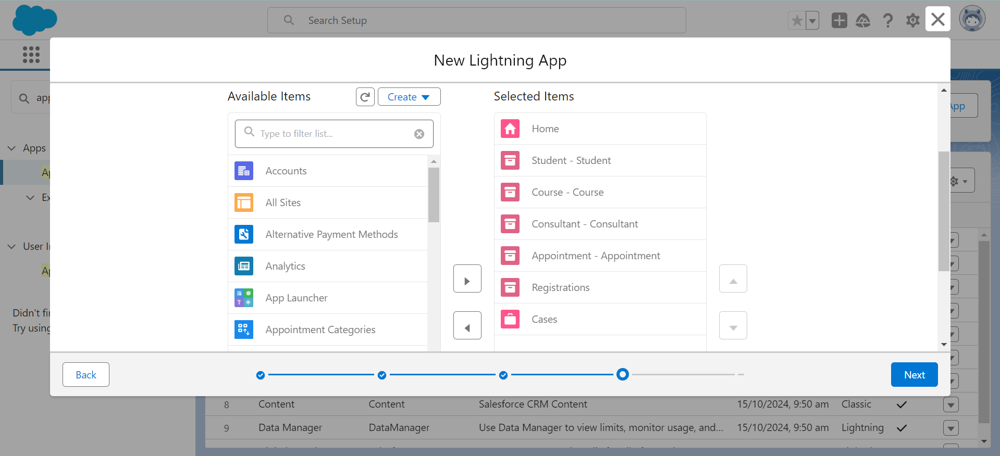 Search Setup
New Lightning App
Available Items
Create
Selected Items
Type to filter list...
Accounts
All Sites
Alternative Payment Methods
Analytics
App Launcher
Appointment Categories
Home
Student - Student
Course - Course
Consultant - Consultant
Appointment - Appointment
Registrations
Cases
Back
Next
app
Apps
Ap
Ex
User In
Ap
Didn't fin
Try using
App
8 Content Content Salesforce CRM Content 15/10/2024, 9:50 am Classic
9 Data Manager DataManager Use Data Manager to view limits, monitor usage, and... 15/10/2024, 9:50 am Lightning